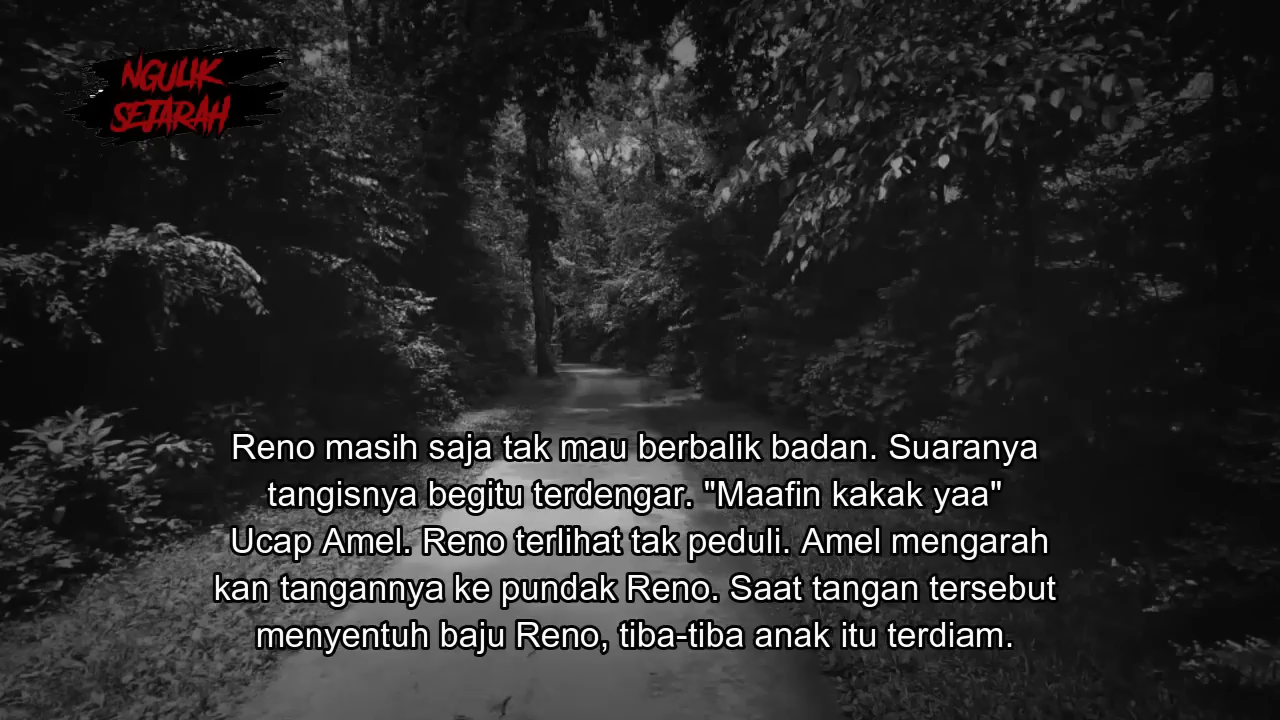 NGULIK
SEJARAH
Reno masih saja tak mau berbalik badan. Suaranya
tangisnya begitu terdengar. "Maafin kakak yaa"
Ucap Amel. Reno terlihat tak peduli. Amel mengarah
kan tangannya ke pundak Reno. Saat tangan tersebut
menyentuh baju Reno, tiba-tiba anak itu terdiam.